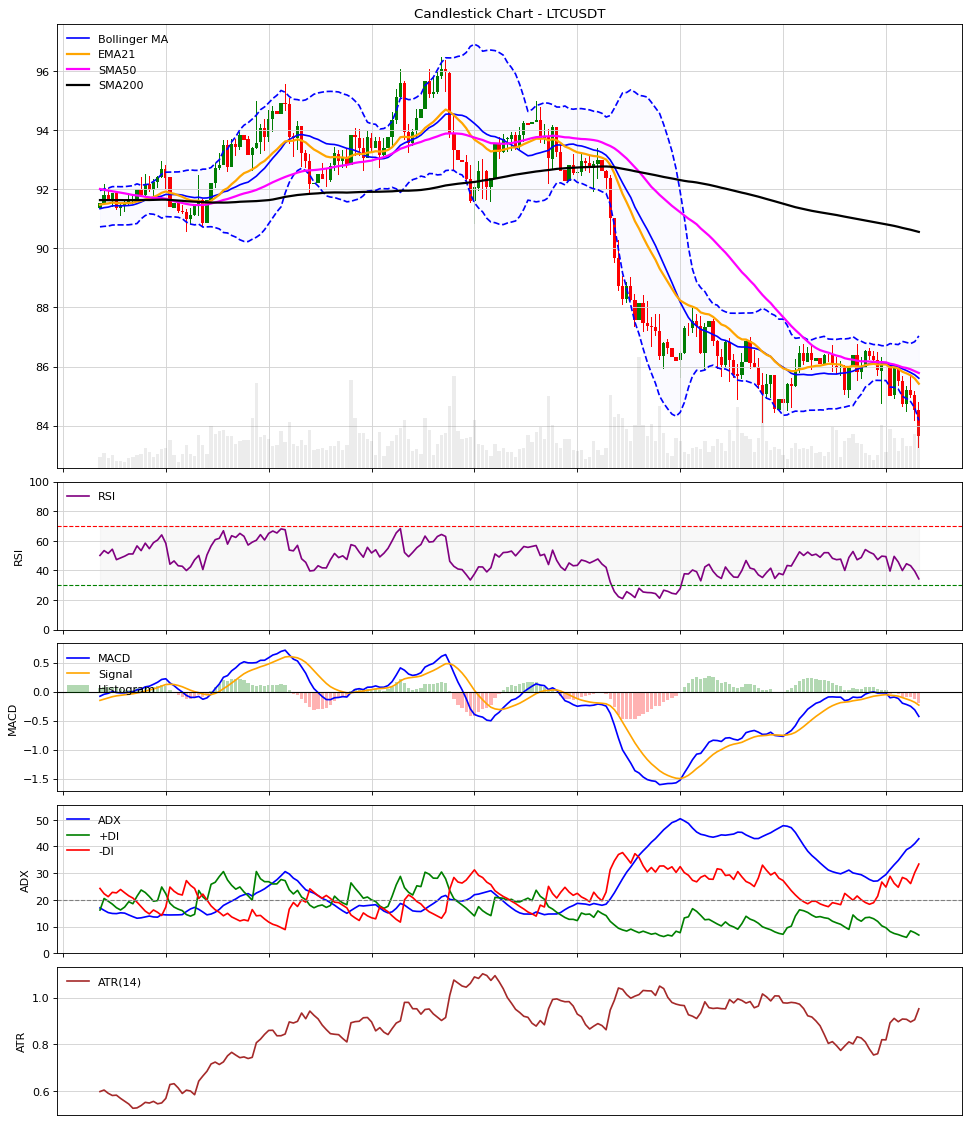 Candlestick Chart - LTCUSDT
Bollinger MA
EMA21
SMA50
SMA200
96
94
92
90
88
86
84
RSI
RSI
100
80
60
40
20
0
MACD
Signal
Histogram
MACD
0.5
0.0
−0.5
−1.0
−1.5
ADX
+DI
-DI
ADX
50
40
30
20
10
0
ATR(14)
ATR
1.0
0.8
0.6